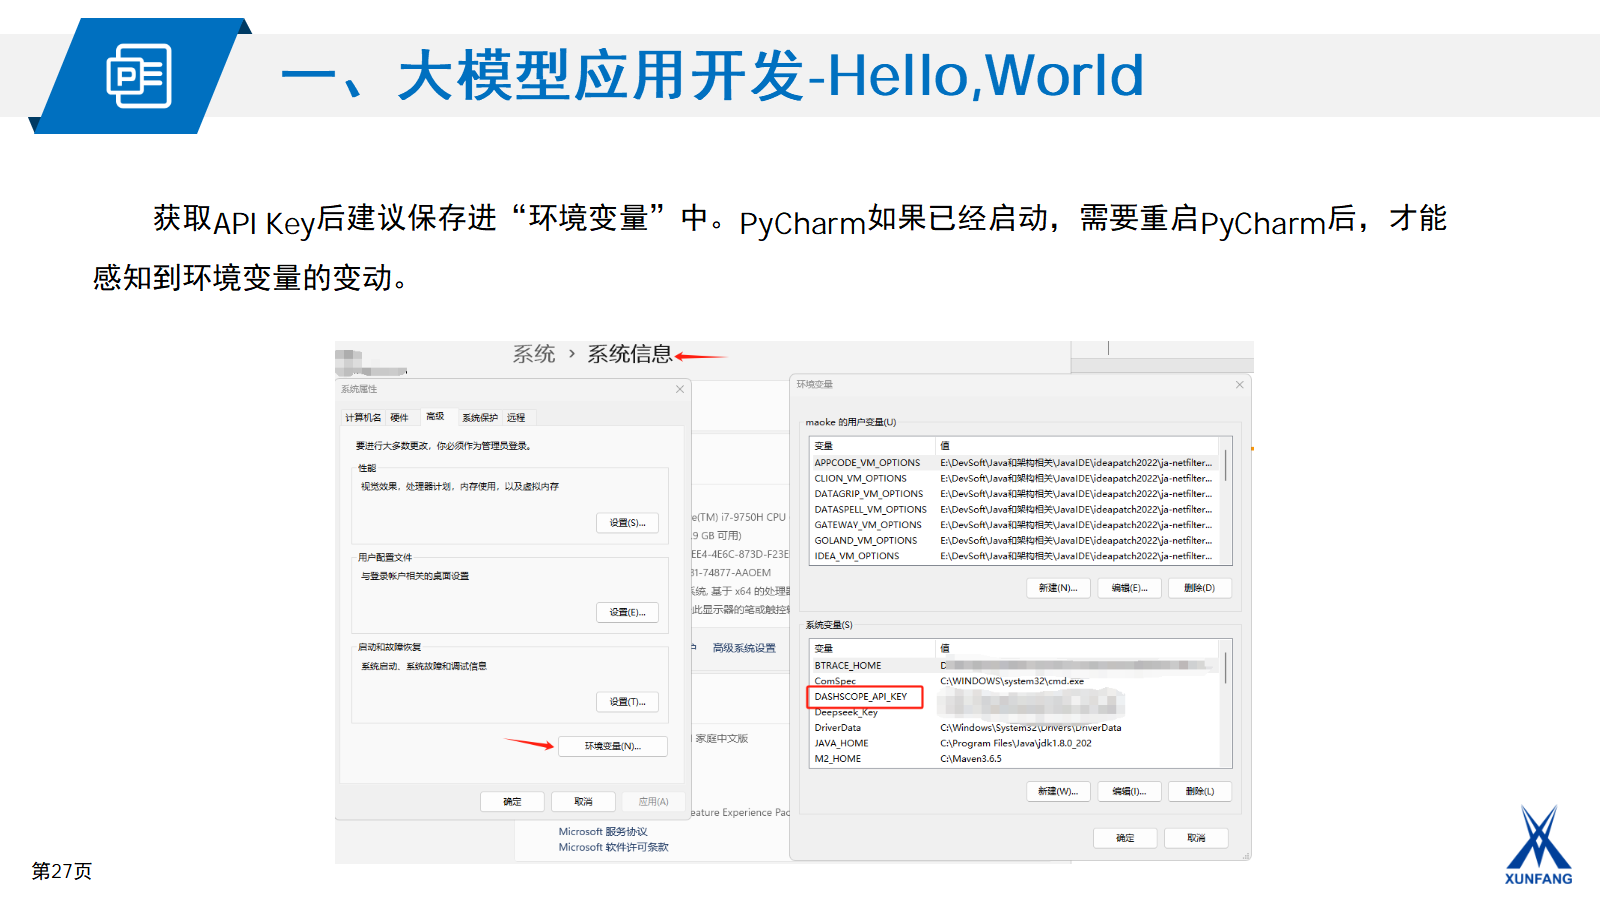 一、大模型应用开发-Hello,World
获取API Key后建议保存进“环境变量”中。PyCharm如果已经启动，需要重启PyCharm后，才能
感知到环境变量的变动。
系统 › 系统信息
系统属性
计算机名 硬件 高级 系统保护 远程
要进行大多数更改，你必须作为管理员登录。
性能
视觉效果，处理器计划，内存使用，以及虚拟内存
设置(S)...
用户配置文件
与登录帐户相关的桌面设置
设置(E)...
启动和故障恢复
系统启动、系统故障和调试信息
设置(T)...
环境变量(N)...
确定 取消 应用(A)
e(TM) i7-9750H CPU
.9 GB 可用)
EE4-4E6C-873D-F23E
31-74877-AAOEM
系统, 基于 x64 的处理器
此显示器的笔或触控
高级系统设置
家庭中文版
eature Experience Pac
Microsoft 服务协议
Microsoft 软件许可条款
环境变量
maoke 的用户变量(U)
变量 值
APPCODE_VM_OPTIONS E:\DevSoft\Java和架构相关\JavaIDE\ideapatch2022\ja-netfilter...
CLION_VM_OPTIONS E:\DevSoft\Java和架构相关\JavaIDE\ideapatch2022\ja-netfilter...
DATAGRIP_VM_OPTIONS E:\DevSoft\Java和架构相关\JavaIDE\ideapatch2022\ja-netfilter...
DATASPELL_VM_OPTIONS E:\DevSoft\Java和架构相关\JavaIDE\ideapatch2022\ja-netfilter...
GATEWAY_VM_OPTIONS E:\DevSoft\Java和架构相关\JavaIDE\ideapatch2022\ja-netfilter...
GOLAND_VM_OPTIONS E:\DevSoft\Java和架构相关\JavaIDE\ideapatch2022\ja-netfilter...
IDEA_VM_OPTIONS E:\DevSoft\Java和架构相关\JavaIDE\ideapatch2022\ja-netfilter...
新建(N)... 编辑(E)... 删除(D)
系统变量(S)
变量 值
BTRACE_HOME D
ComSpec C:\WINDOWS\system32\cmd.exe
DASHSCOPE_API_KEY
Deepseek_Key
DriverData C:\Windows\System32\Drivers\DriverData
JAVA_HOME C:\Program Files\Java\jdk1.8.0_202
M2_HOME C:\Maven3.6.5
新建(W)... 编辑(I)... 删除(L)
确定 取消
第27页
XUNFANG